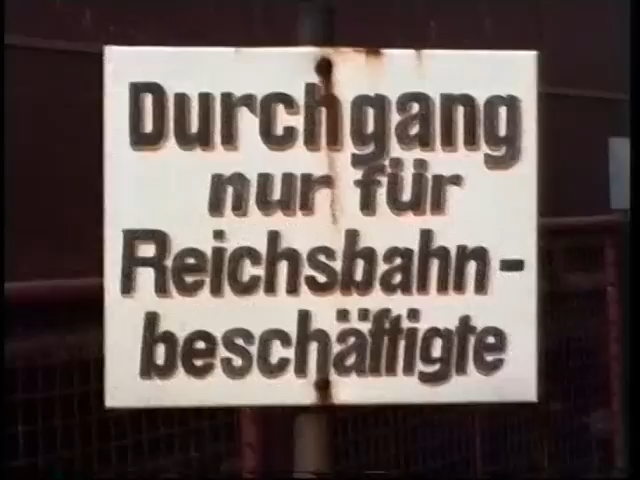 Durchgang
nur für
Reichsbahn-
beschäftigte